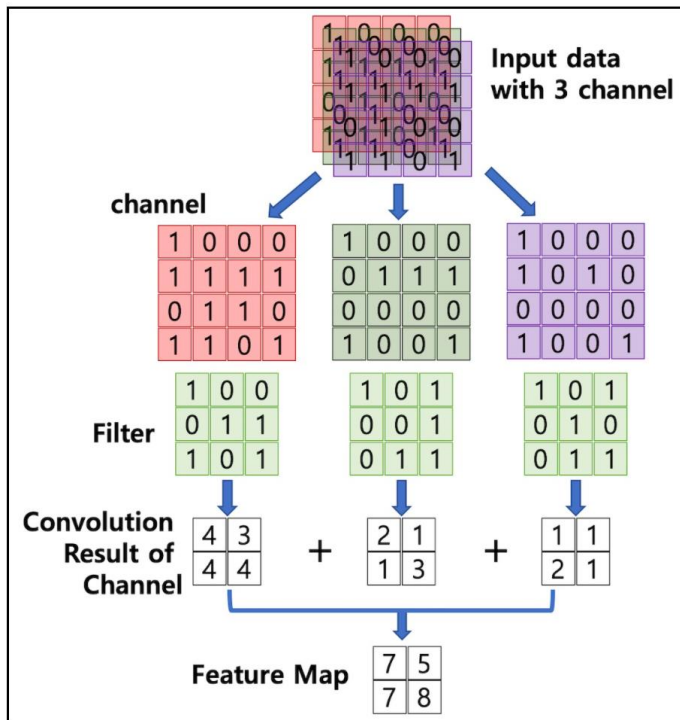 Input data
with 3 channel
channel
1 0 0 0
1 1 1 1
0 1 1 0
1 1 0 1
1 0 0 0
0 1 1 1
0 0 0 0
1 0 0 1
1 0 0 0
1 0 1 0
0 0 0 0
1 0 0 1
Filter
1 0 0
0 1 1
1 0 1
1 0 1
0 0 1
0 1 1
1 0 1
0 1 0
0 1 1
Convolution
Result of
Channel
4 3
4 4
+
2 1
1 3
+
1 1
2 1
Feature Map
7 5
7 8